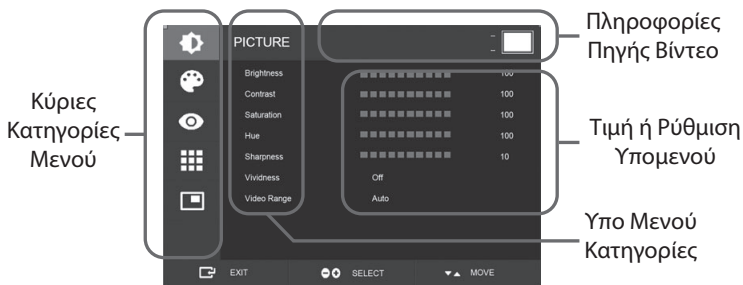 Κύριες
Κατηγορίες
Μενού
PICTURE
Brightness 100
Contrast 100
Saturation 100
Hue 100
Sharpness 10
Vividness Off
Video Range Auto
EXIT SELECT MOVE
Πληροφορίες
Πηγής Βίντεο
Τιμή ή Ρύθμιση
Υπομενού
Υπο Μενού
Κατηγορίες